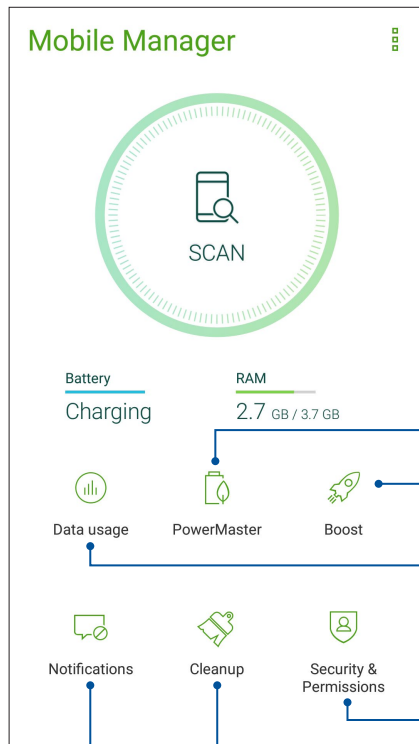 Mobile Manager
SCAN
Battery
RAM
Charging
2.7 GB / 3.7 GB
Data usage
PowerMaster
Boost
Notifications
Cleanup
Security &
Permissions